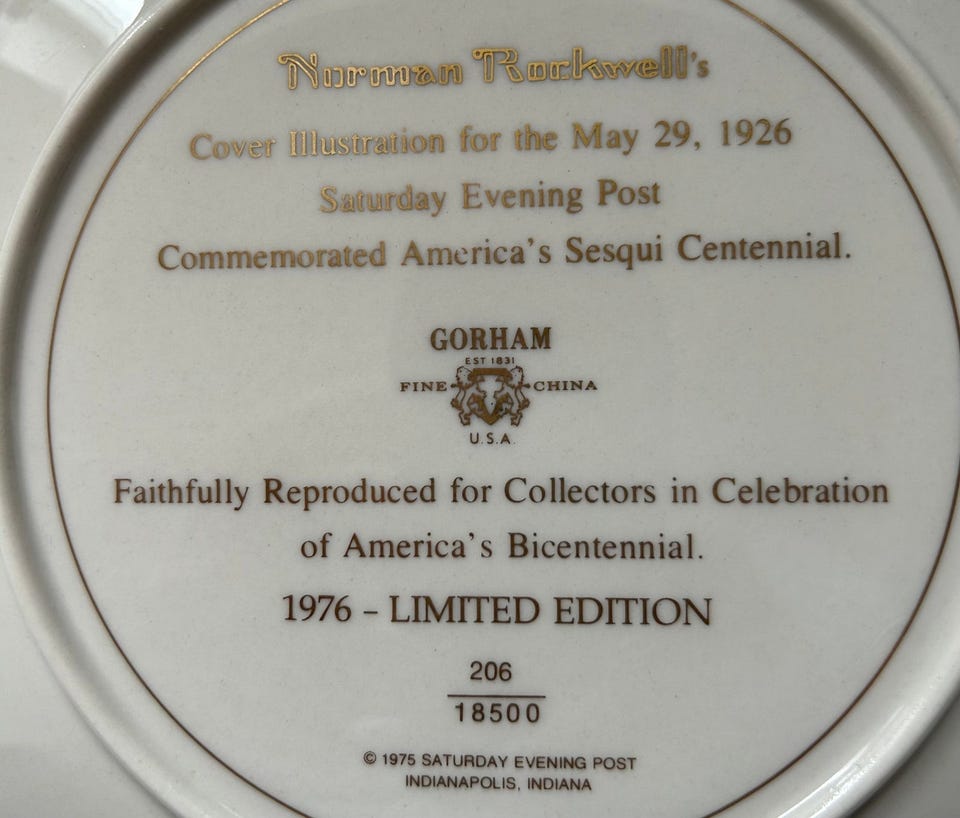 Norman Rockwell's
Cover Illustration for the May 29, 1926
Saturday Evening Post
Commemorated America's Sesqui Centennial.
GORHAM
EST 1831
FINE CHINA
U.S.A.
Faithfully Reproduced for Collectors in Celebration
of America's Bicentennial.
1976 – LIMITED EDITION
206
18500
© 1975 SATURDAY EVENING POST
INDIANAPOLIS, INDIANA